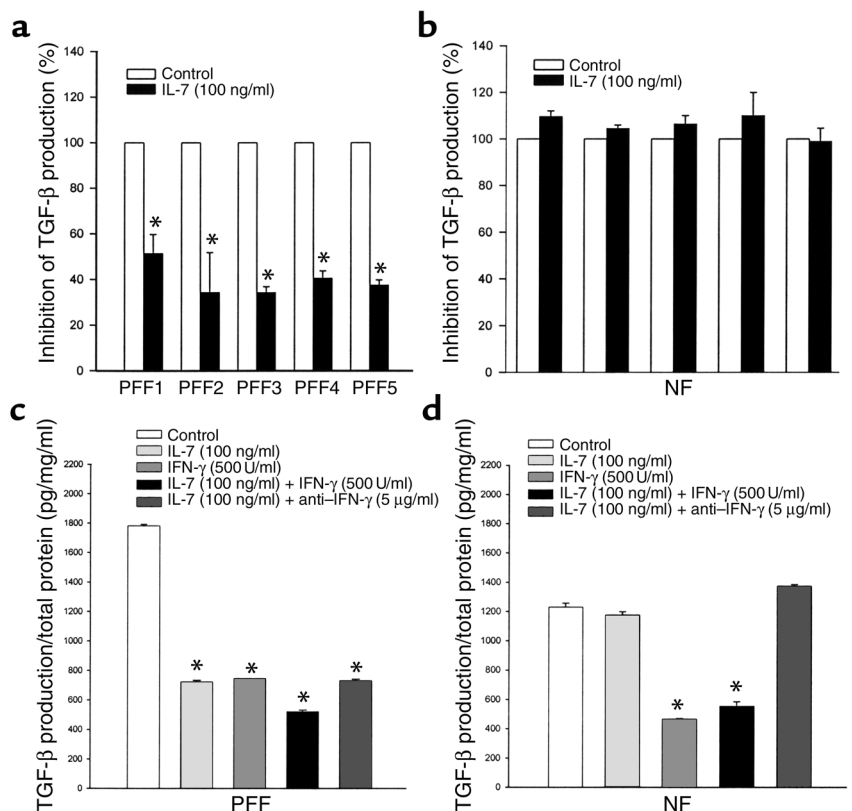 a
Inhibition of TGF-β production (%)
140
120
100
80
60
40
20
0
Control
IL-7 (100 ng/ml)
*
*
*
*
*
PFF1 PFF2 PFF3 PFF4 PFF5
b
Inhibition of TGF-β production (%)
140
120
100
80
60
40
20
0
Control
IL-7 (100 ng/ml)
NF
c
TGF-β production/total protein (pg/mg/ml)
2200
2000
1800
1600
1400
1200
1000
800
600
400
200
0
Control
IL-7 (100 ng/ml)
IFN-γ (500 U/ml)
IL-7 (100 ng/ml) + IFN-γ (500 U/ml)
IL-7 (100 ng/ml) + anti–IFN-γ (5 μg/ml)
*
*
*
*
PFF
d
TGF-β production/total protein (pg/mg/ml)
2200
2000
1800
1600
1400
1200
1000
800
600
400
200
0
Control
IL-7 (100 ng/ml)
IFN-γ (500 U/ml)
IL-7 (100 ng/ml) + IFN-γ (500 U/ml)
IL-7 (100 ng/ml) + anti–IFN-γ (5 μg/ml)
*
*
NF